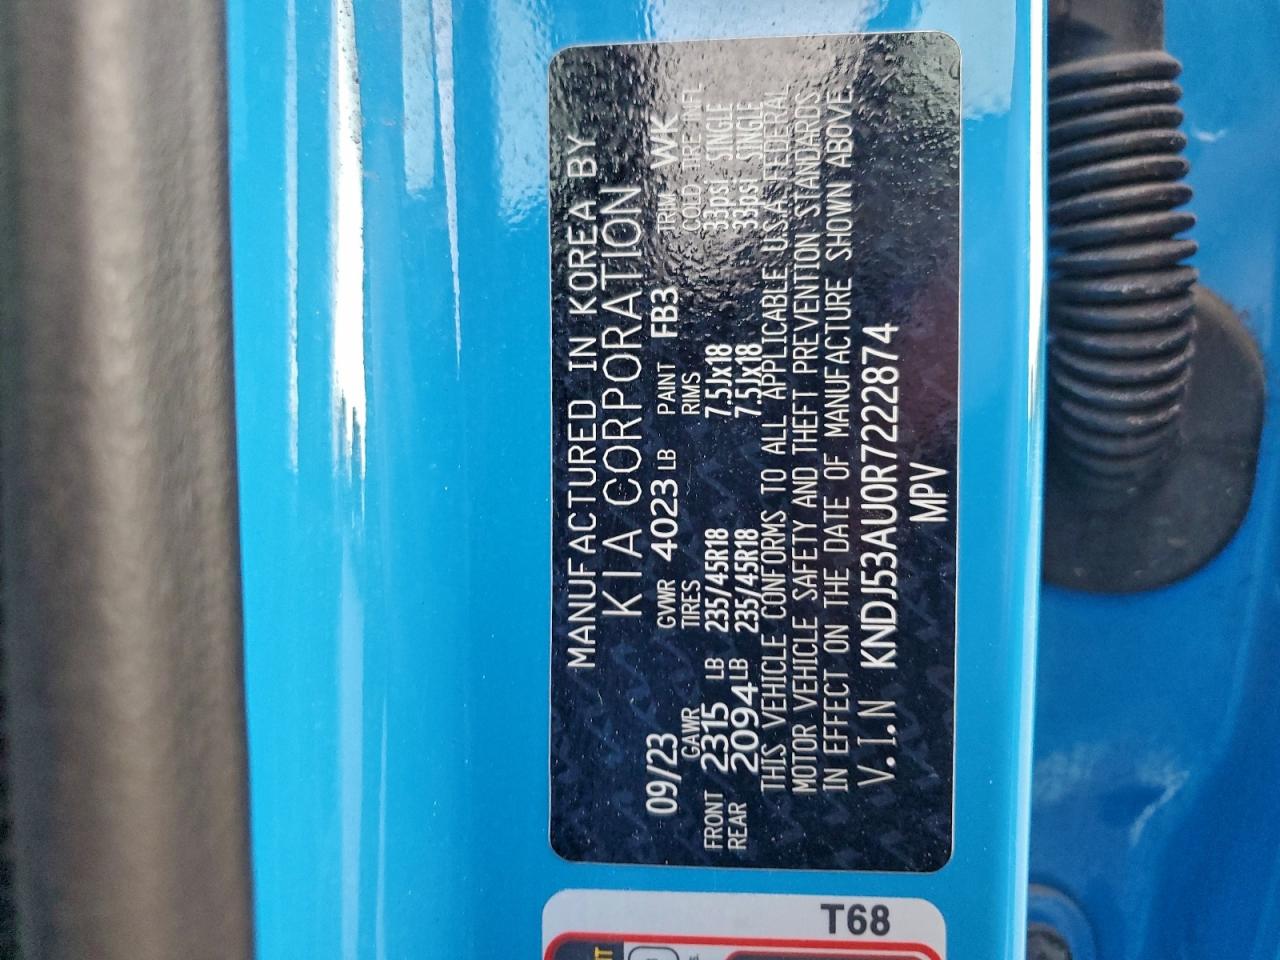 MANUFACTURED IN KOREA BY
KIA CORPORATION
09/23 GVWR 4023 LB PAINT FB3 TRIM WK
GAWR TIRES RIMS COLD TIRE INFL
FRONT 2315 LB 235/45R18 7.5Jx18 33psi SINGLE
REAR 2094 LB 235/45R18 7.5Jx18 33psi SINGLE
THIS VEHICLE CONFORMS TO ALL APPLICABLE U.S.A. FEDERAL
MOTOR VEHICLE SAFETY AND THEFT PREVENTION STANDARDS
IN EFFECT ON THE DATE OF MANUFACTURE SHOWN ABOVE.
V.I.N KNDJ53AU0R7222874
MPV
T68